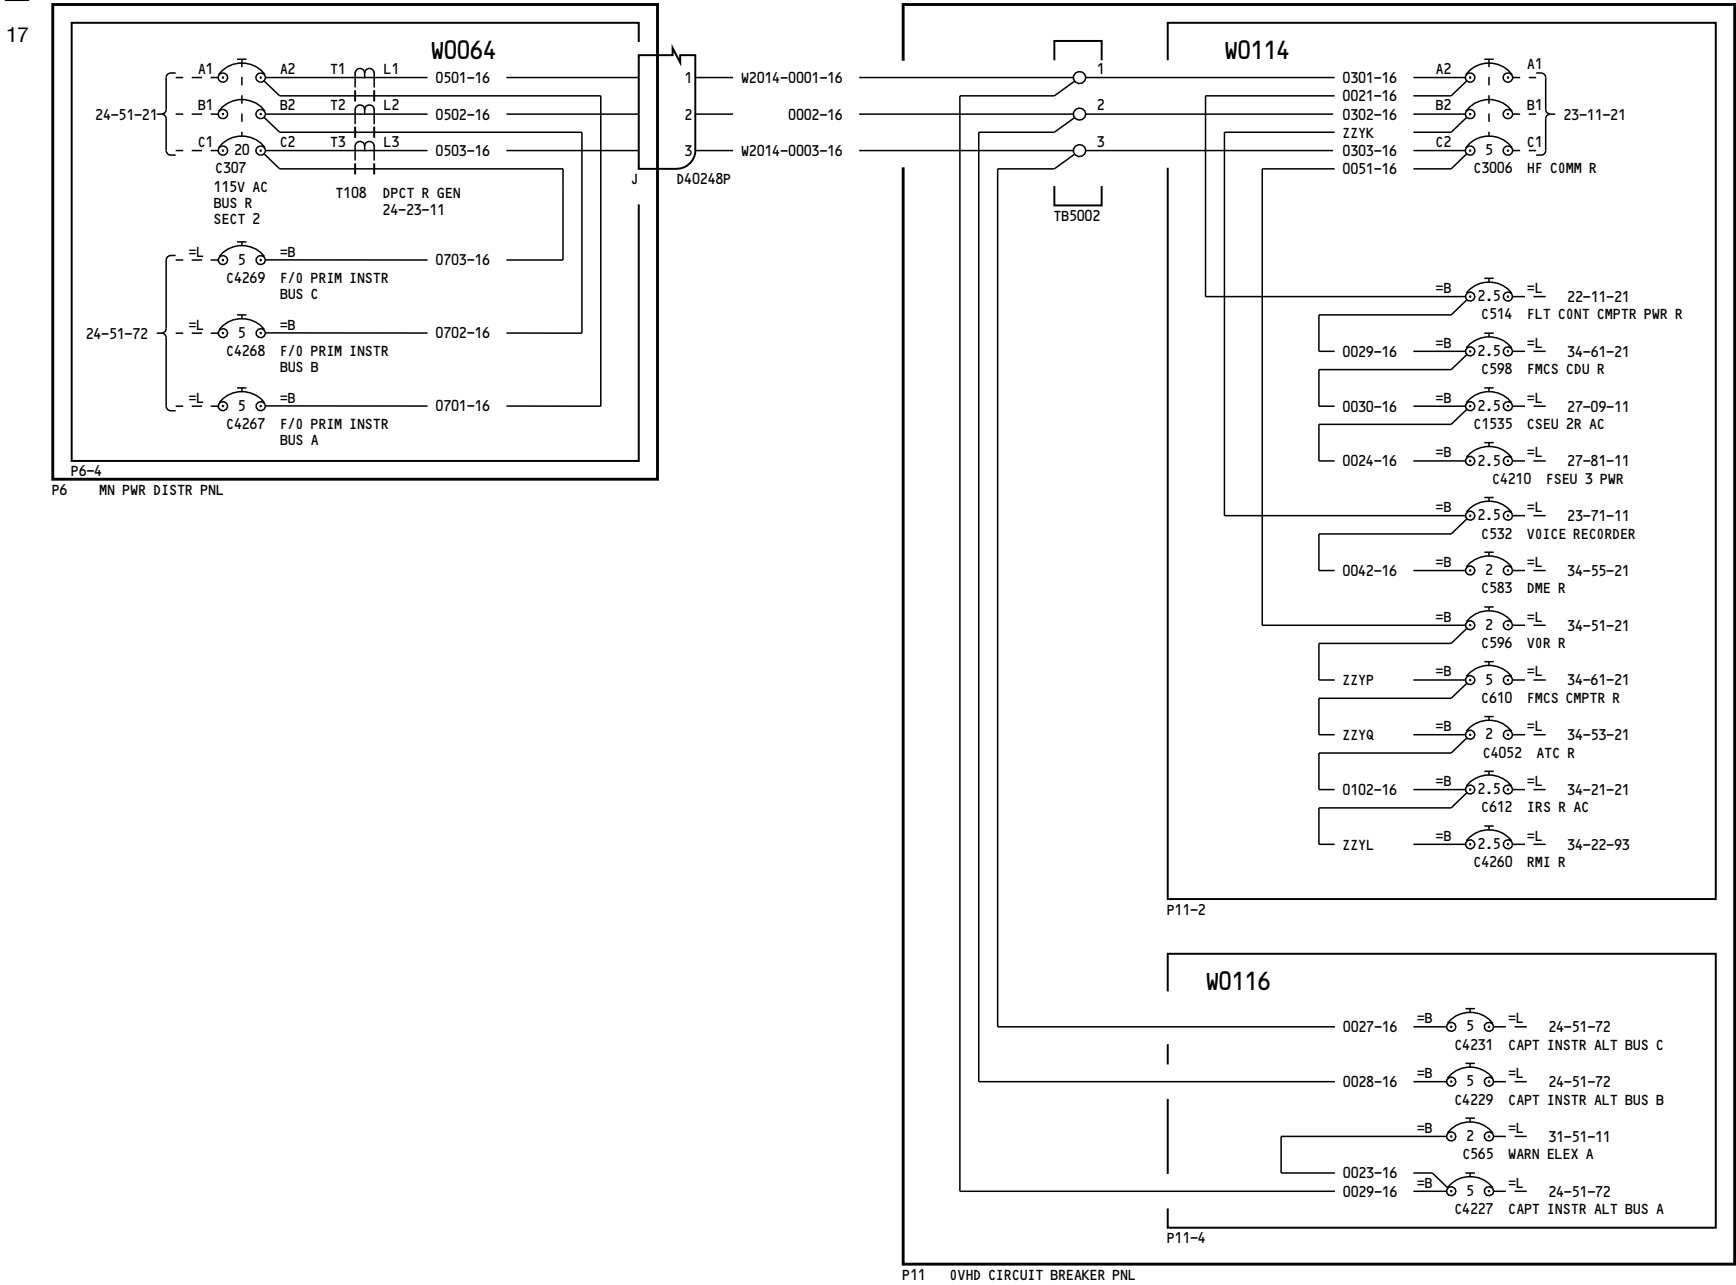 17
W0064
A1 A2 T1 L1 0501-16
B1 B2 T2 L2 0502-16
24-51-21
C1 20 C2 T3 L3 0503-16
C307
115V AC
BUS R
SECT 2
T108 DPCT R GEN
24-23-11
1
2
3
J D40248P
=L 5 =B 0703-16
C4269 F/O PRIM INSTR
BUS C
24-51-72
=L 5 =B 0702-16
C4268 F/O PRIM INSTR
BUS B
=L 5 =B 0701-16
C4267 F/O PRIM INSTR
BUS A
P6-4
P6 MN PWR DISTR PNL
W2014-0001-16
0002-16
W2014-0003-16
1
2
3
TB5002
W0114
0301-16 A2 A1
0021-16
0302-16 B2 B1 23-11-21
ZZYK
0303-16 C2 5 C1
0051-16 C3006 HF COMM R
=B 2.5 =L 22-11-21
C514 FLT CONT CMPTR PWR R
0029-16 =B 2.5 =L 34-61-21
C598 FMCS CDU R
0030-16 =B 2.5 =L 27-09-11
C1535 CSEU 2R AC
0024-16 =B 2.5 =L 27-81-11
C4210 FSEU 3 PWR
=B 2.5 =L 23-71-11
C532 VOICE RECORDER
0042-16 =B 2 =L 34-55-21
C583 DME R
=B 2 =L 34-51-21
C596 VOR R
ZZYP =B 5 =L 34-61-21
C610 FMCS CMPTR R
ZZYQ =B 2 =L 34-53-21
C4052 ATC R
0102-16 =B 2.5 =L 34-21-21
C612 IRS R AC
ZZYL =B 2.5 =L 34-22-93
C4260 RMI R
P11-2
W0116
0027-16 =B 5 =L 24-51-72
C4231 CAPT INSTR ALT BUS C
0028-16 =B 5 =L 24-51-72
C4229 CAPT INSTR ALT BUS B
=B 2 =L 31-51-11
C565 WARN ELEX A
0023-16
0029-16 =B 5 =L 24-51-72
C4227 CAPT INSTR ALT BUS A
P11-4
P11 OVHD CIRCUIT BREAKER PNL